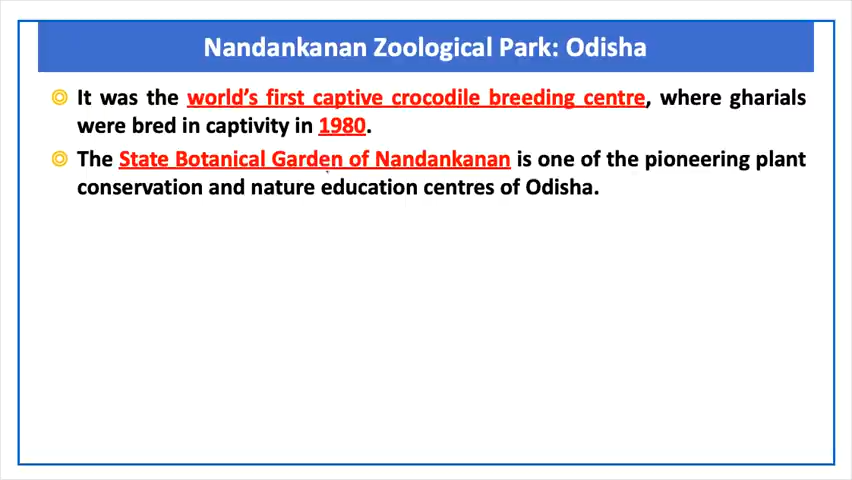 Nandankanan Zoological Park: Odisha
It was the world's first captive crocodile breeding centre, where gharials
were bred in captivity in 1980.
The State Botanical Garden of Nandankanan is one of the pioneering plant
conservation and nature education centres of Odisha.